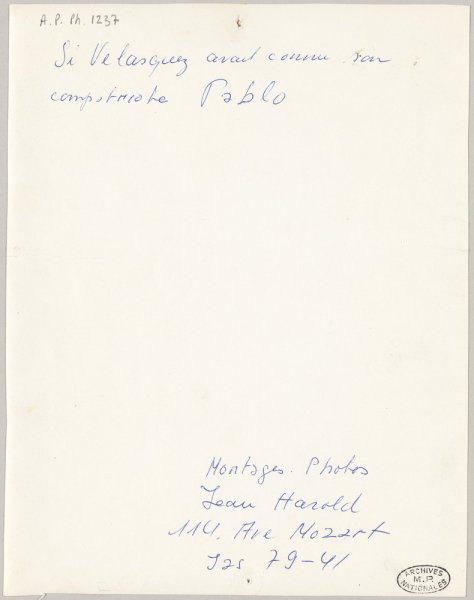 A.P. Ph. 1237
Si Velasquez avait connu son
compatriote Pablo
Montages. Photos
Jean Harold
114. Ave Mozart
Jas 79-41
ARCHIVES
M.P.
NATIONALES